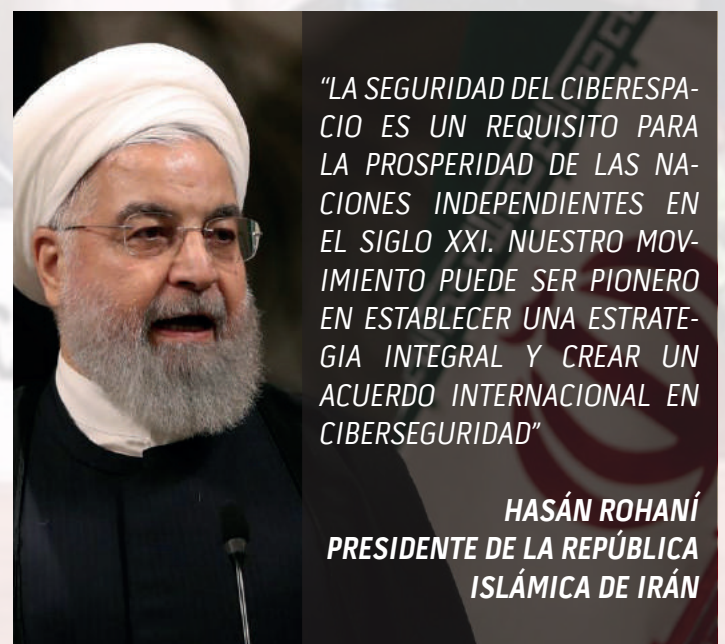 “LA SEGURIDAD DEL CIBERESPA-
CIO ES UN REQUISITO PARA
LA PROSPERIDAD DE LAS NA-
CIONES INDEPENDIENTES EN
EL SIGLO XXI. NUESTRO MOV-
IMIENTO PUEDE SER PIONERO
EN ESTABLECER UNA ESTRATE-
GIA INTEGRAL Y CREAR UN
ACUERDO INTERNACIONAL EN
CIBERSEGURIDAD”
HASÁN ROHANÍ
PRESIDENTE DE LA REPÚBLICA
ISLÁMICA DE IRÁN